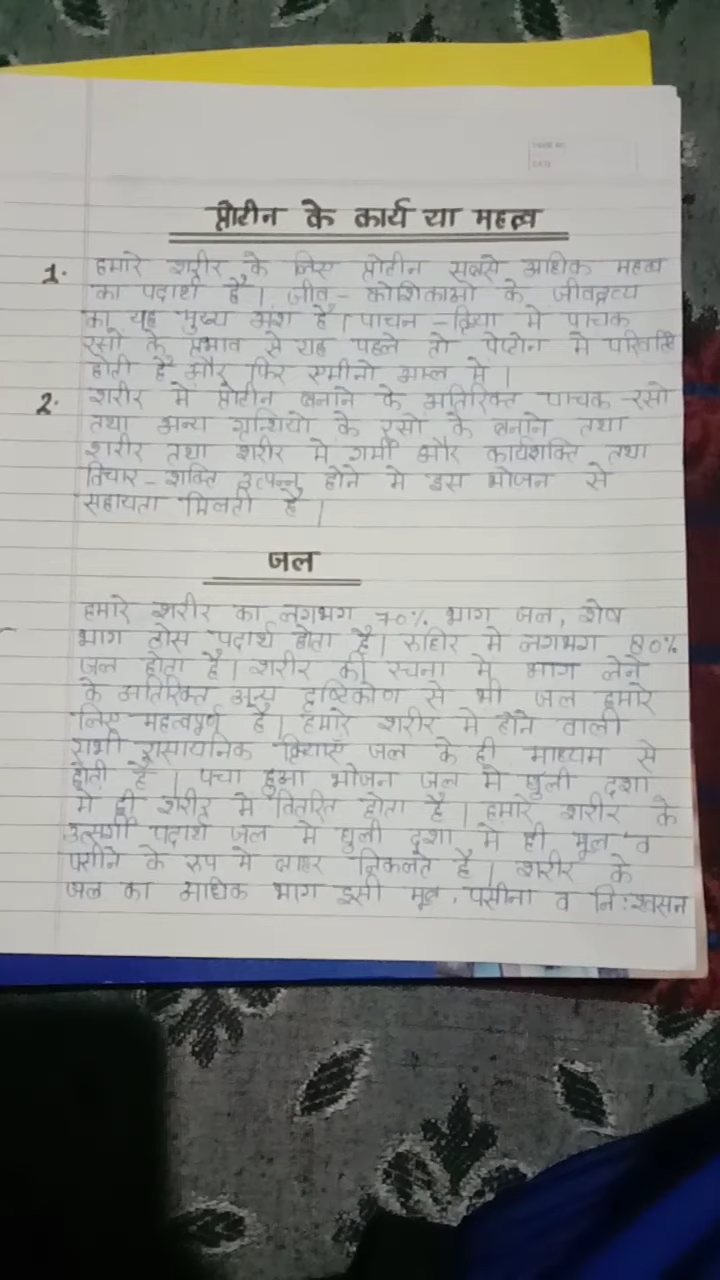 प्रोटीन के कार्य या महत्व
1. हमारे शरीर के लिए प्रोटीन सबसे अधिक महत्व
का पदार्थ है। जीव-कोशिकाओ के जीवद्रव्य
का यह मुख्य अंश है। पाचन-क्रिया मे पाचक
रसो के प्रभाव से यह पहले तो पेप्टोन मे परिवर्तित
होती है और फिर एमीनो अम्ल मे।
2. शरीर मे प्रोटीन बनाने के अतिरिक्त पाचक-रसो
तथा अन्य ग्रन्थियो के रसो के बनाने तथा
शरीर तथा शरीर मे गर्मी और कार्यशक्ति तथा
विचार-शक्ति उत्पन्न होने मे इस भोजन से
सहायता मिलती है।
जल
हमारे शरीर का लगभग 70% भाग जल, शेष
भाग ठोस पदार्थ होता है। रुधिर मे लगभग 80%
जल होता है। शरीर की रचना मे भाग लेने
के अतिरिक्त अन्य दृष्टिकोण से भी जल हमारे
लिए महत्वपूर्ण है। हमारे शरीर मे होने वाली
सभी रासायनिक क्रियाएँ जल के ही माध्यम से
होती है। पचा हुआ भोजन जल मे घुली दशा
मे ही शरीर मे वितरित होता है। हमारे शरीर के
उत्सर्गी पदार्थ जल मे घुली दशा मे ही मूत्र व
पसीने के रूप मे बाहर निकलते है। शरीर के
जल का अधिक भाग इसी मूत्र, पसीना व नि:श्वसन